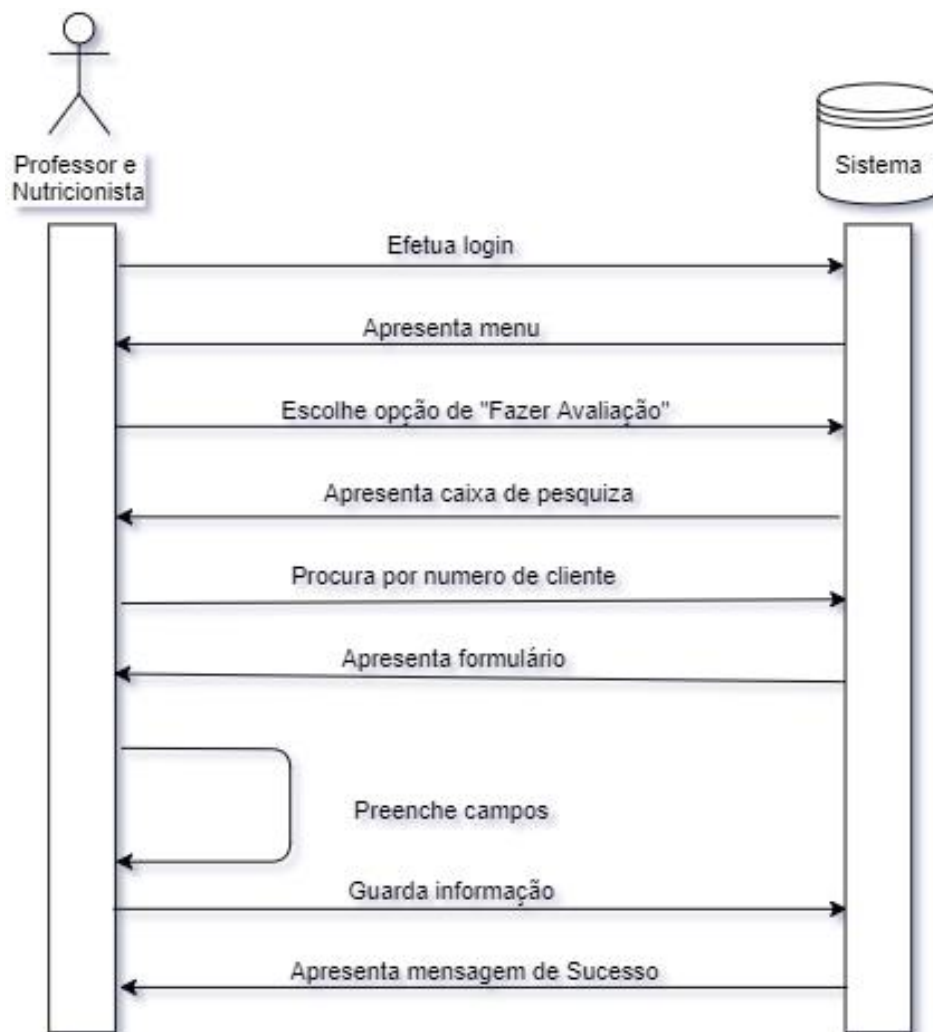 Professor e
Nutricionista
Sistema
Efetua login
Apresenta menu
Escolhe opção de "Fazer Avaliação"
Apresenta caixa de pesquiza
Procura por numero de cliente
Apresenta formulário
Preenche campos
Guarda informação
Apresenta mensagem de Sucesso